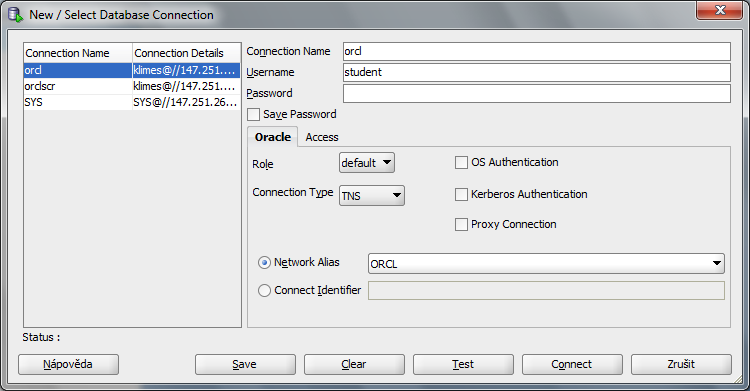 New / Select Database Connection
Connection Name Connection Details
orcl klimes@//147.251....
orclscr klimes@//147.251....
SYS SYS@//147.251.26...
Connection Name orcl
Username student
Password
Save Password
Oracle Access
Role default OS Authentication
Connection Type TNS Kerberos Authentication
Proxy Connection
Network Alias ORCL
Connect Identifier
Status :
Nápověda Save Clear Test Connect Zrušit